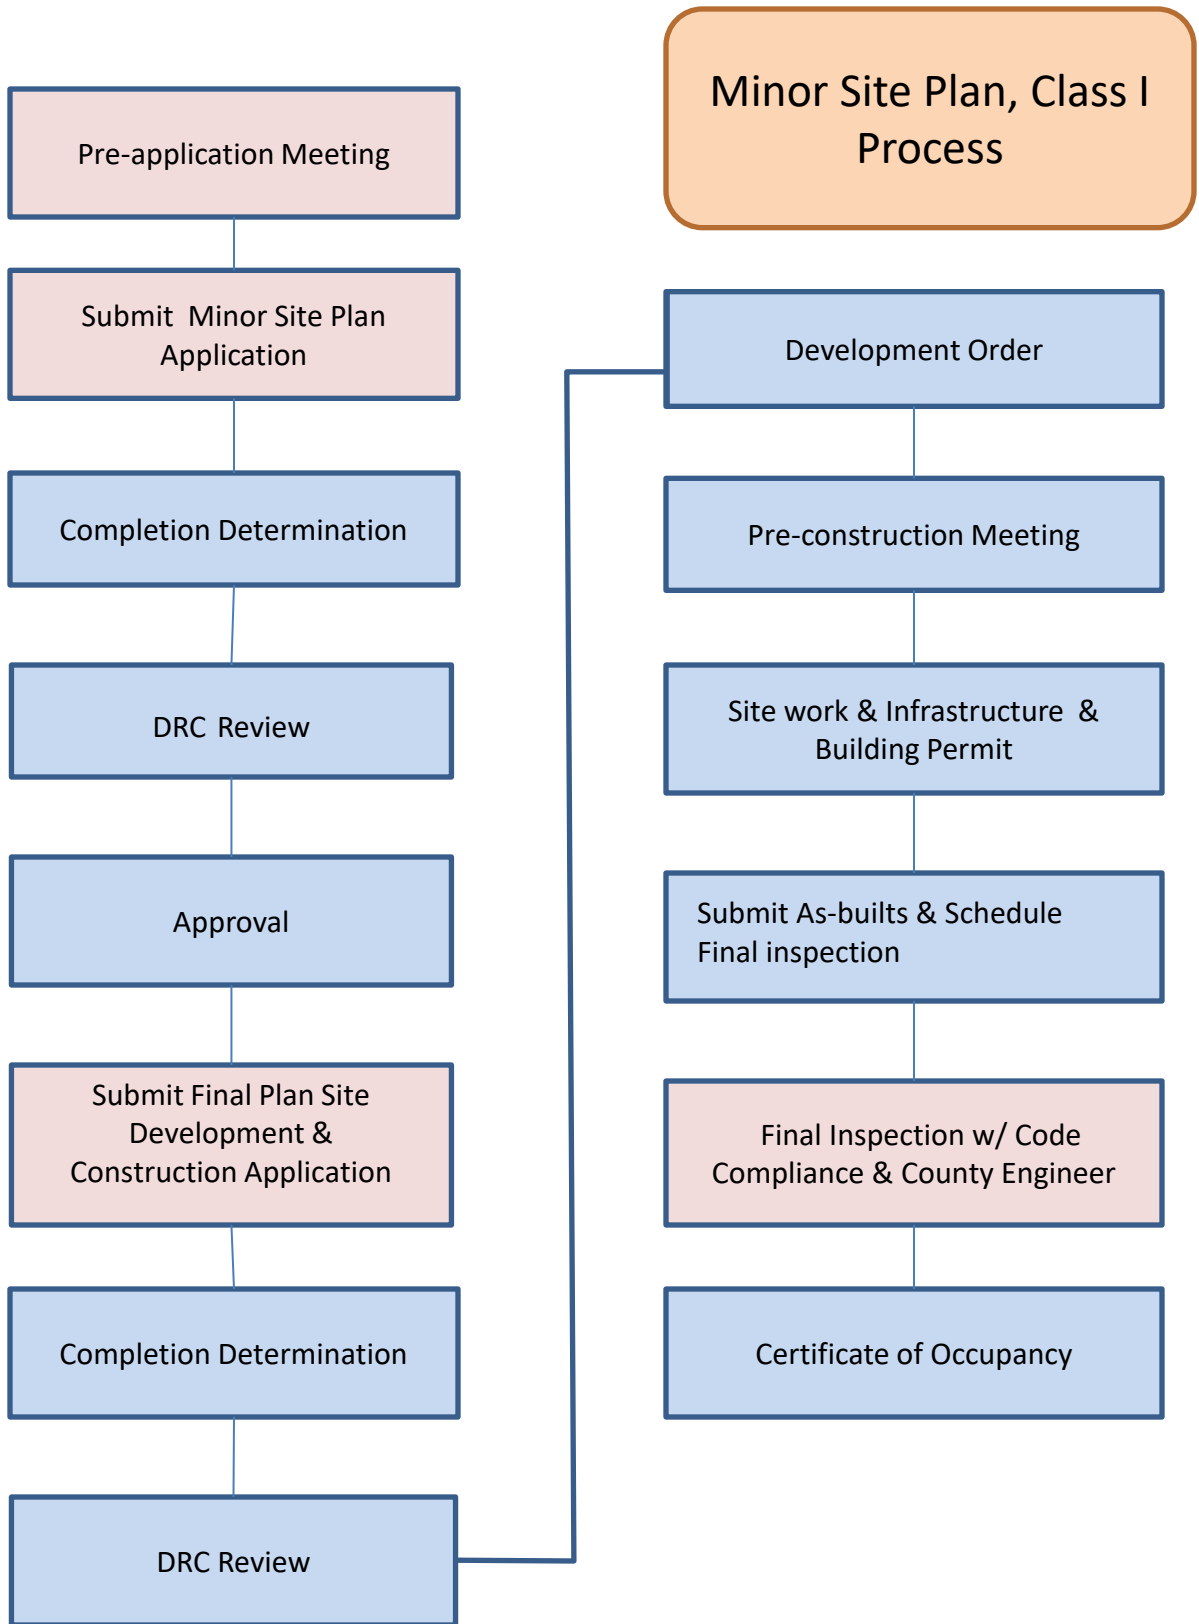 Minor Site Plan, Class I
Process
Pre-application Meeting
Submit Minor Site Plan
Application
Completion Determination
DRC Review
Approval
Submit Final Plan Site
Development &
Construction Application
Completion Determination
DRC Review
Development Order
Pre-construction Meeting
Site work & Infrastructure &
Building Permit
Submit As-builts & Schedule
Final inspection
Final Inspection w/ Code
Compliance & County Engineer
Certificate of Occupancy